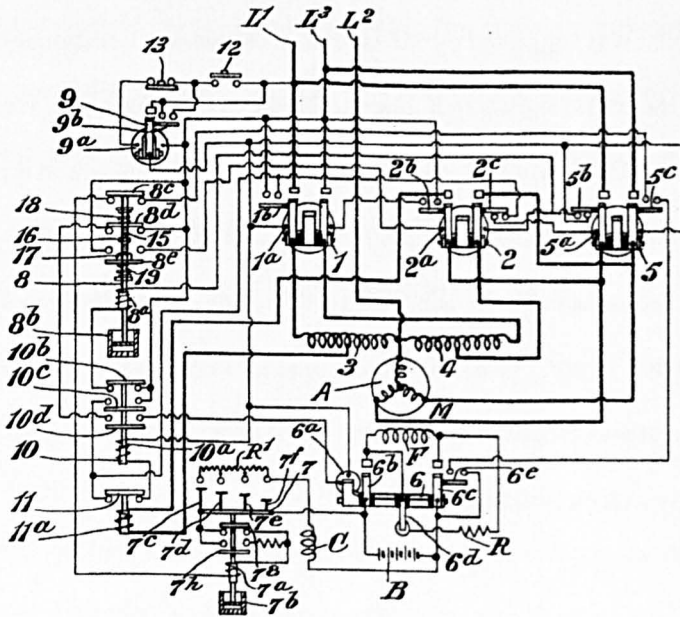 L¹ L³ L²
13 12
9
9b
9a
8c
18 8d
16 15
17 8e
8 19
8a
8b
1b 1a 1
2b 2c 2a 2
5b 5c 5a 5
3 4
A M
10b
10c
10d
10 10a
11
11a
R¹ 7f 7
7c 7d 7e
7g
7h 7a
7b
C
6a F
6b 6 6c 6e
6d R
B